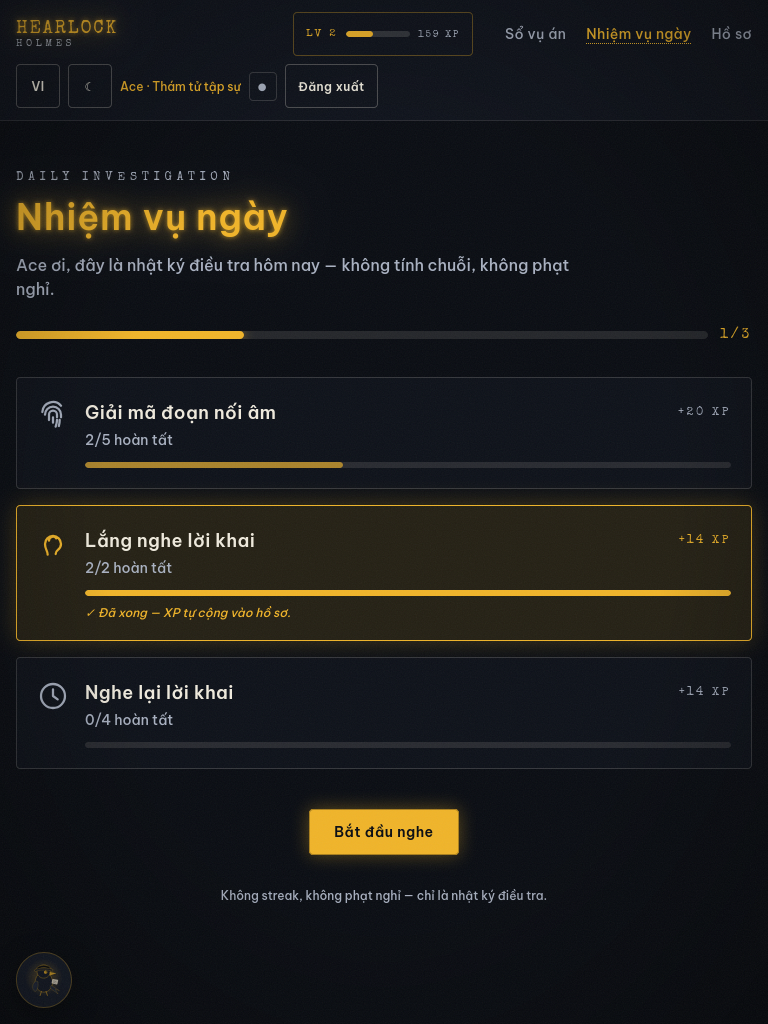 HEARLOCK
HOLMES
LV 2
159 XP
Sổ vụ án
Nhiệm vụ ngày
Hồ sơ
VI
Ace · Thám tử tập sự
Đăng xuất
DAILY INVESTIGATION
Nhiệm vụ ngày
Ace ơi, đây là nhật ký điều tra hôm nay — không tính chuỗi, không phạt
nghỉ.
1/3
Giải mã đoạn nối âm
+20 XP
2/5 hoàn tất
Lắng nghe lời khai
+14 XP
2/2 hoàn tất
✓ Đã xong — XP tự cộng vào hồ sơ.
Nghe lại lời khai
+14 XP
0/4 hoàn tất
Bắt đầu nghe
Không streak, không phạt nghỉ — chỉ là nhật ký điều tra.